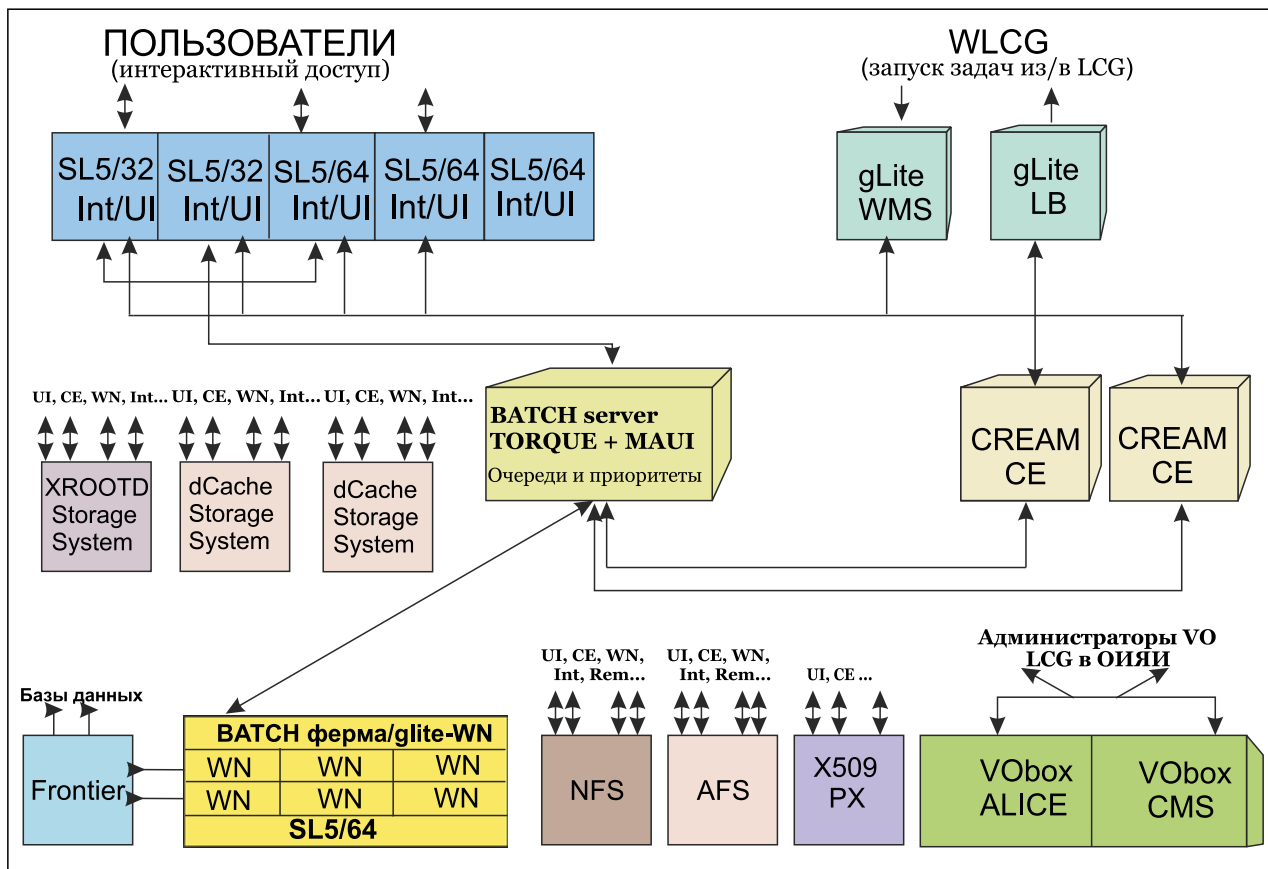 ПОЛЬЗОВАТЕЛИ
(интерактивный доступ)
WLCG
(запуск задач из/в LCG)
SL5/32
Int/UI
SL5/32
Int/UI
SL5/64
Int/UI
SL5/64
Int/UI
SL5/64
Int/UI
gLite
WMS
gLite
LB
UI, CE, WN, Int...
UI, CE, WN, Int...
UI, CE, WN, Int...
XROOTD
Storage
System
dCache
Storage
System
dCache
Storage
System
BATCH server
TORQUE + MAUI
Очереди и приоритеты
CREAM
CE
CREAM
CE
Базы данных
Frontier
BATCH ферма/glite-WN
WN WN WN
WN WN WN
SL5/64
UI, CE, WN,
Int, Rem...
NFS
UI, CE, WN,
Int, Rem...
AFS
UI, CE ...
X509
PX
Администраторы VO
LCG в ОИЯИ
VObox
ALICE
VObox
CMS